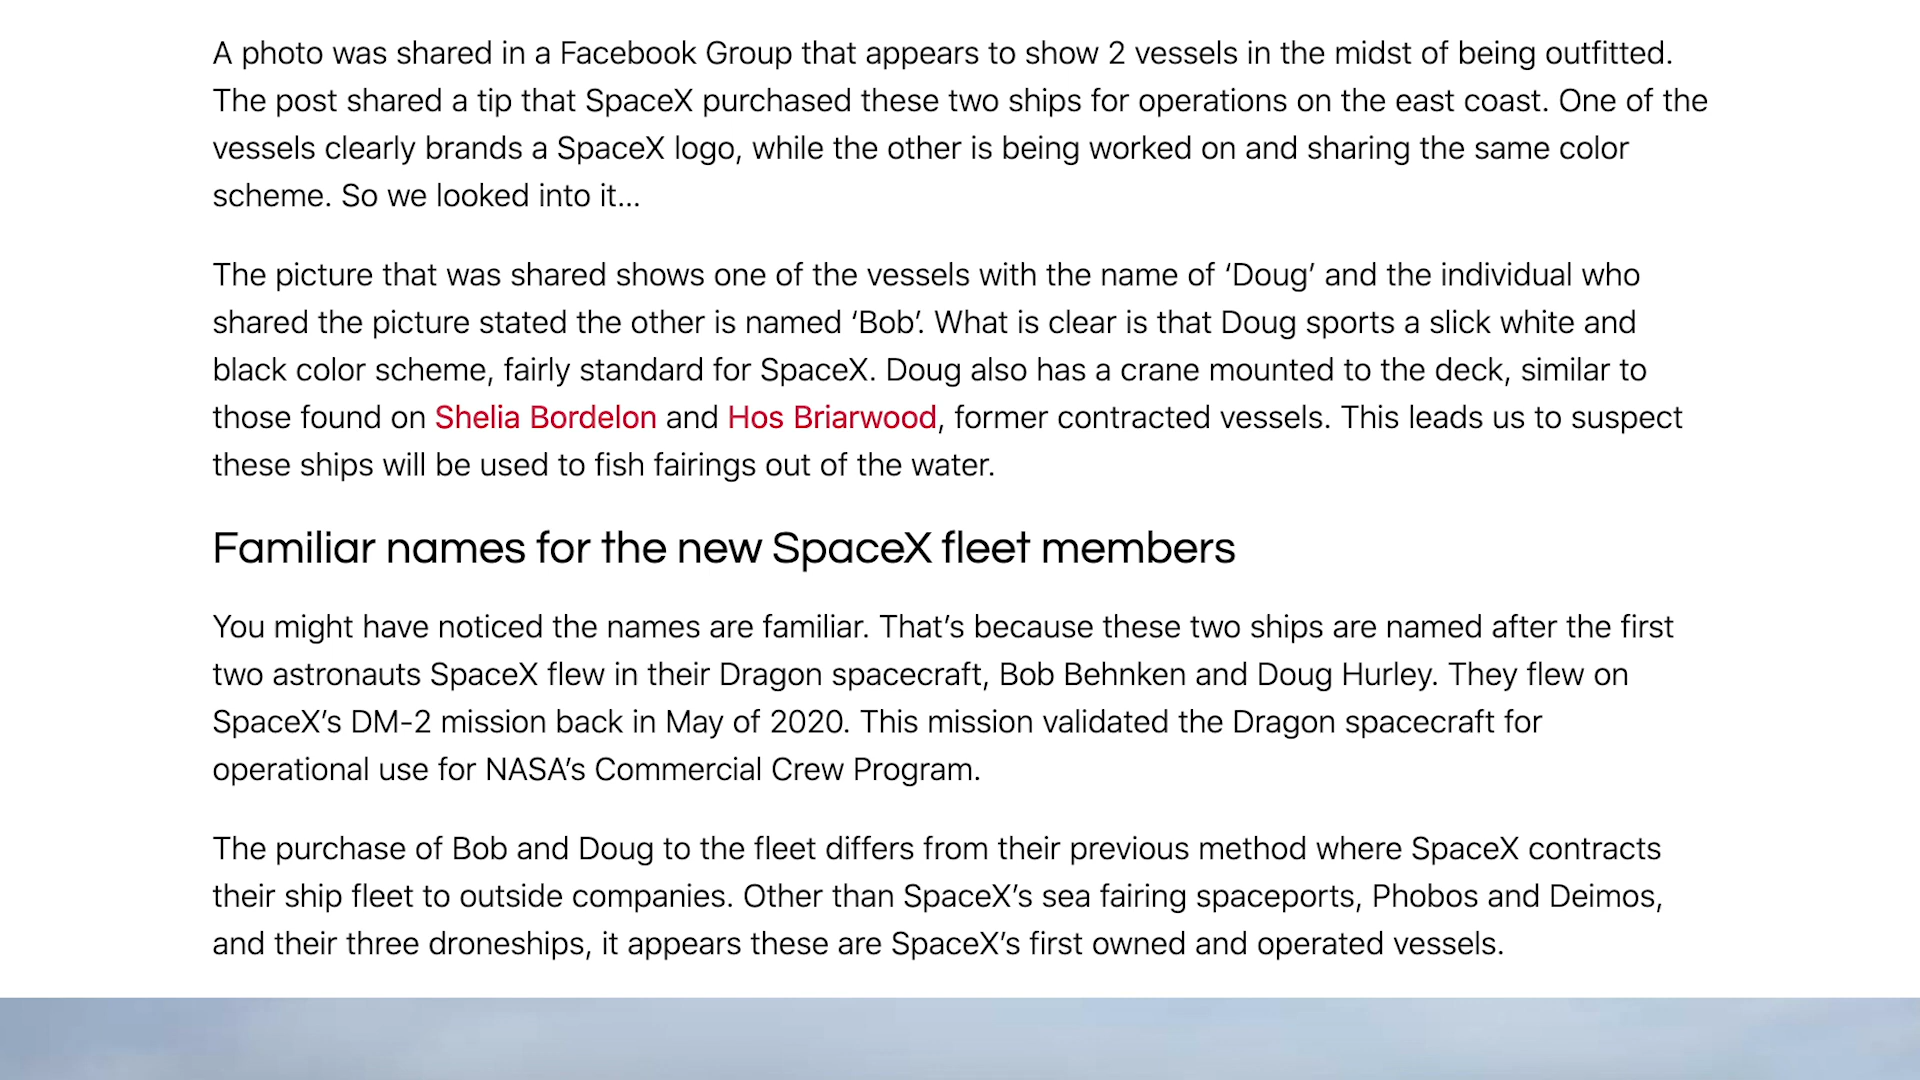 A photo was shared in a Facebook Group that appears to show 2 vessels in the midst of being outfitted.
The post shared a tip that SpaceX purchased these two ships for operations on the east coast. One of the
vessels clearly brands a SpaceX logo, while the other is being worked on and sharing the same color
scheme. So we looked into it...
The picture that was shared shows one of the vessels with the name of ‘Doug’ and the individual who
shared the picture stated the other is named ‘Bob’. What is clear is that Doug sports a slick white and
black color scheme, fairly standard for SpaceX. Doug also has a crane mounted to the deck, similar to
those found on Shelia Bordelon and Hos Briarwood, former contracted vessels. This leads us to suspect
these ships will be used to fish fairings out of the water.
Familiar names for the new SpaceX fleet members
You might have noticed the names are familiar. That’s because these two ships are named after the first
two astronauts SpaceX flew in their Dragon spacecraft, Bob Behnken and Doug Hurley. They flew on
SpaceX’s DM-2 mission back in May of 2020. This mission validated the Dragon spacecraft for
operational use for NASA’s Commercial Crew Program.
The purchase of Bob and Doug to the fleet differs from their previous method where SpaceX contracts
their ship fleet to outside companies. Other than SpaceX’s sea fairing spaceports, Phobos and Deimos,
and their three droneships, it appears these are SpaceX’s first owned and operated vessels.